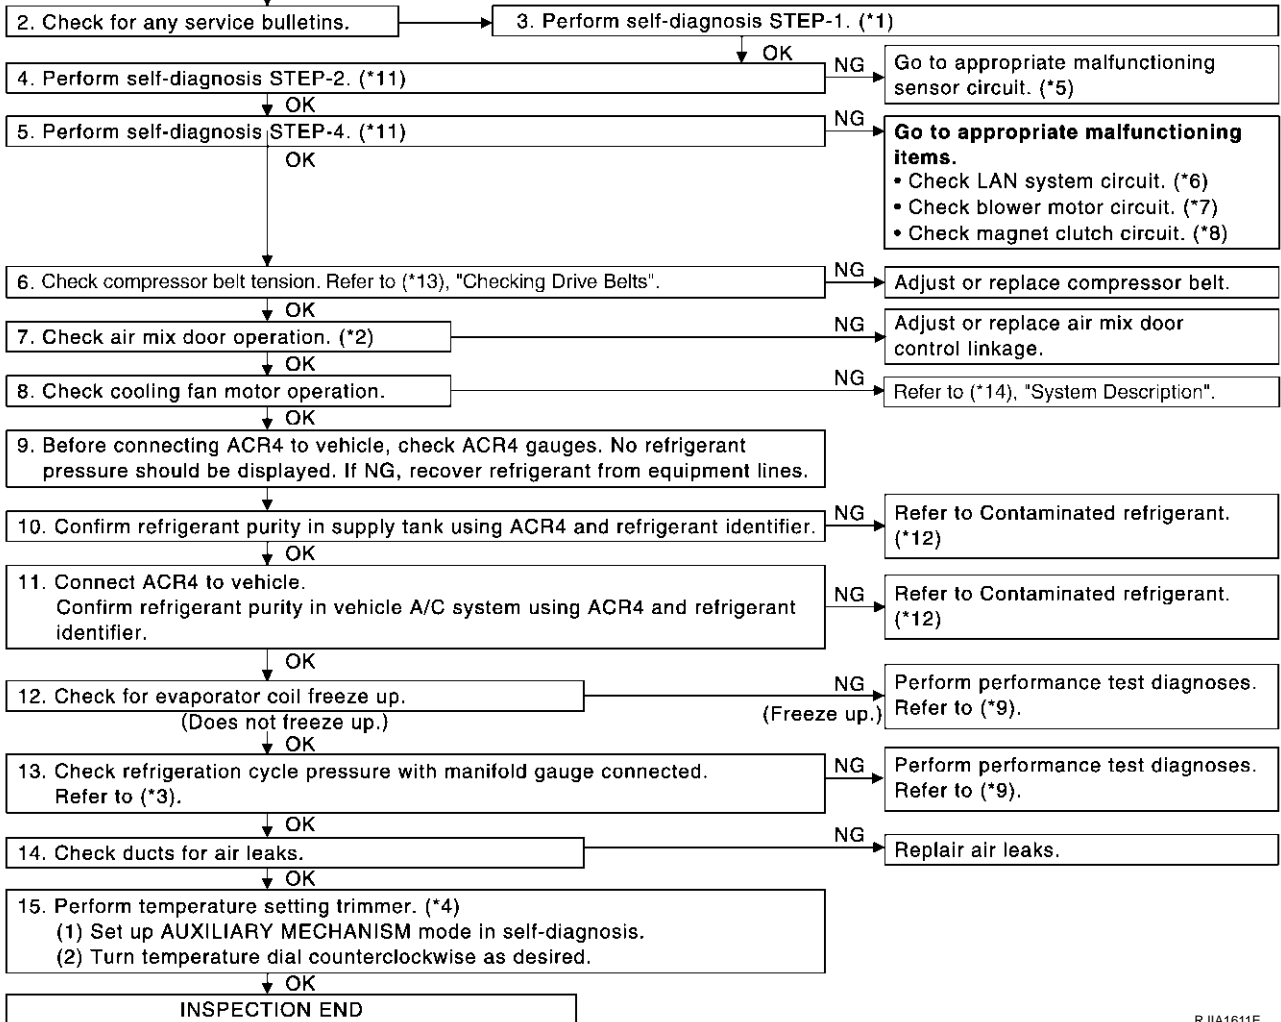 2. Check for any service bulletins.
3. Perform self-diagnosis STEP-1. (*1)
OK
4. Perform self-diagnosis STEP-2. (*11)
NG
Go to appropriate malfunctioning
sensor circuit. (*5)
OK
5. Perform self-diagnosis STEP-4. (*11)
NG
Go to appropriate malfunctioning
items.
• Check LAN system circuit. (*6)
• Check blower motor circuit. (*7)
• Check magnet clutch circuit. (*8)
OK
6. Check compressor belt tension. Refer to (*13), "Checking Drive Belts".
NG
Adjust or replace compressor belt.
OK
7. Check air mix door operation. (*2)
NG
Adjust or replace air mix door
control linkage.
OK
8. Check cooling fan motor operation.
NG
Refer to (*14), "System Description".
OK
9. Before connecting ACR4 to vehicle, check ACR4 gauges. No refrigerant
pressure should be displayed. If NG, recover refrigerant from equipment lines.
10. Confirm refrigerant purity in supply tank using ACR4 and refrigerant identifier.
NG
Refer to Contaminated refrigerant.
(*12)
OK
11. Connect ACR4 to vehicle.
Confirm refrigerant purity in vehicle A/C system using ACR4 and refrigerant
identifier.
NG
Refer to Contaminated refrigerant.
(*12)
OK
12. Check for evaporator coil freeze up.
(Does not freeze up.)
NG
(Freeze up.)
Perform performance test diagnoses.
Refer to (*9).
OK
13. Check refrigeration cycle pressure with manifold gauge connected.
Refer to (*3).
NG
Perform performance test diagnoses.
Refer to (*9).
OK
14. Check ducts for air leaks.
NG
Replair air leaks.
OK
15. Perform temperature setting trimmer. (*4)
(1) Set up AUXILIARY MECHANISM mode in self-diagnosis.
(2) Turn temperature dial counterclockwise as desired.
OK
INSPECTION END
RJIA1611E